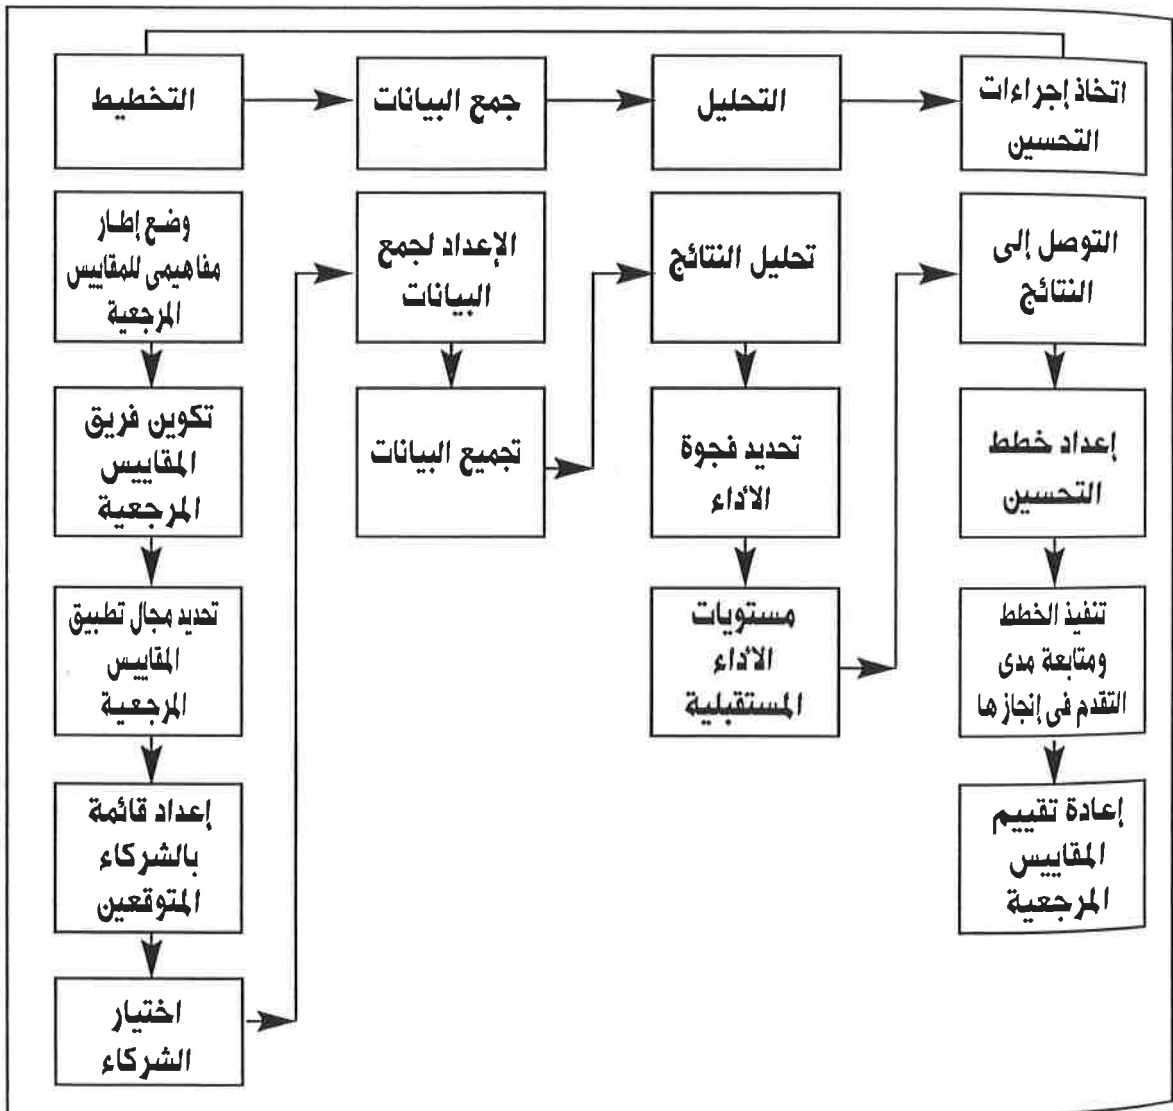 التخطيط
جمع البيانات
التحليل
اتخاذ إجراءات
التحسين
وضع إطار
مفاهيمى للمقاييس
المرجعية
تكوين فريق
المقاييس
المرجعية
تحديد مجال تطبيق
المقاييس
المرجعية
إعداد قائمة
بالشركاء
المتوقعين
اختيار
الشركاء
الإعداد لجمع
البيانات
تجميع البيانات
تحليل النتائج
تحديد فجوة
الأداء
مستويات
الأداء
المستقبلية
التوصل إلى
النتائج
إعداد خطط
التحسين
تنفيذ الخطط
ومتابعة مدى
التقدم فى إنجازها
إعادة تقييم
المقاييس
المرجعية